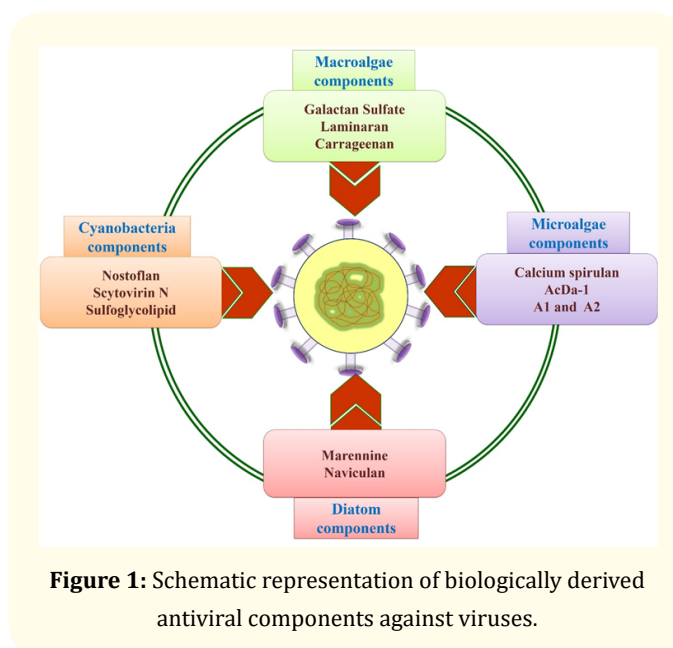 Macroalgae
components
Galactan Sulfate
Laminaran
Carrageenan
Cyanobacteria
components
Nostoflan
Scytovirin N
Sulfoglycolipid
Microalgae
components
Calcium spirulan
AcDa-1
A1 and A2
Marennine
Naviculan
Diatom
components
Figure 1: Schematic representation of biologically derived
antiviral components against viruses.